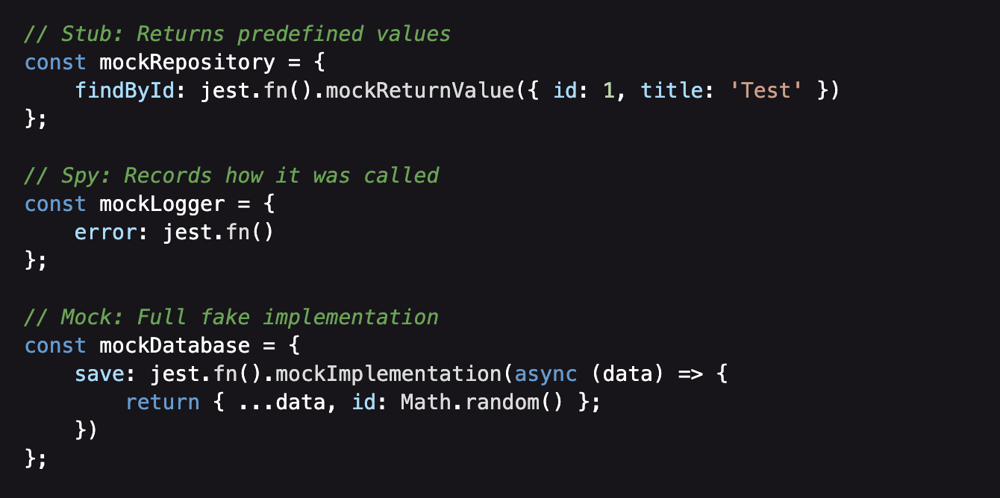 // Stub: Returns predefined values
const mockRepository = {
    findById: jest.fn().mockReturnValue({ id: 1, title: 'Test' })
};

// Spy: Records how it was called
const mockLogger = {
    error: jest.fn()
};

// Mock: Full fake implementation
const mockDatabase = {
    save: jest.fn().mockImplementation(async (data) => {
        return { ...data, id: Math.random() };
    })
};